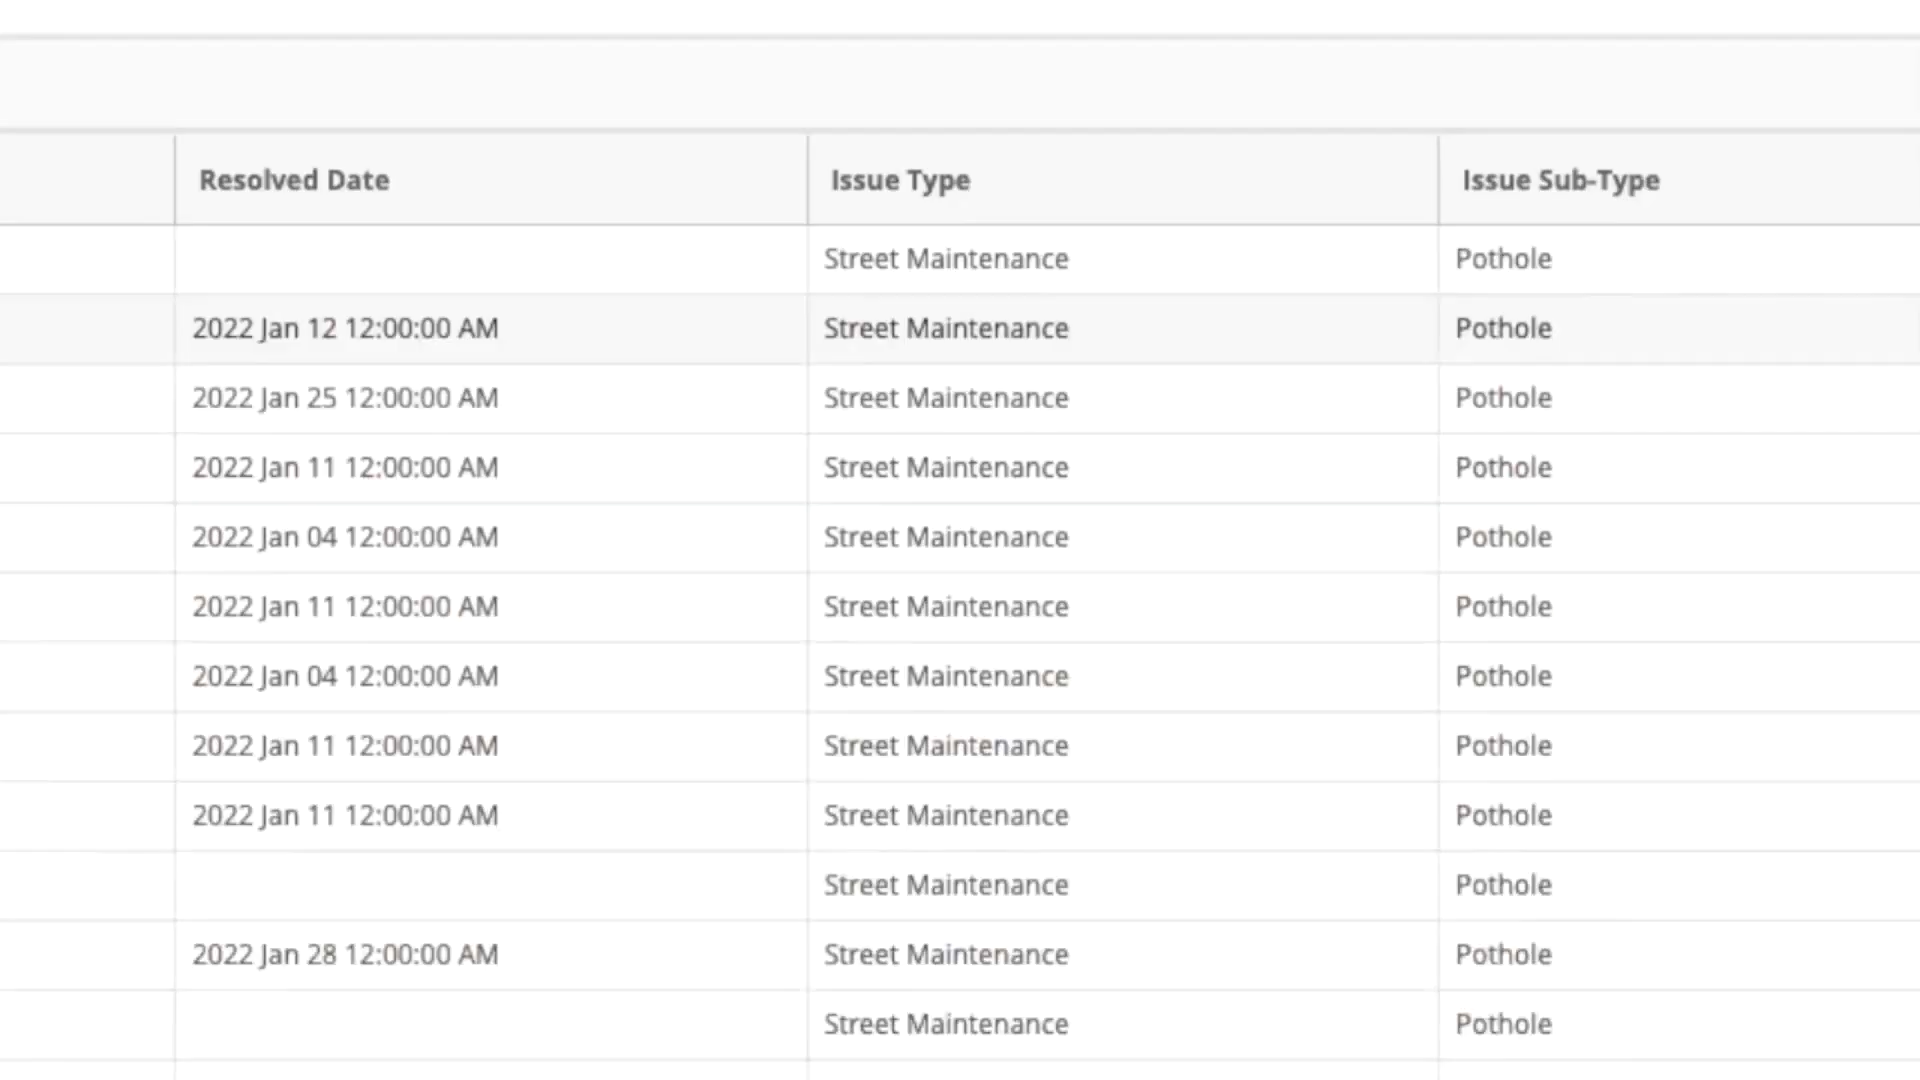 Resolved Date Issue Type Issue Sub-Type
Street Maintenance Pothole
2022 Jan 12 12:00:00 AM Street Maintenance Pothole
2022 Jan 25 12:00:00 AM Street Maintenance Pothole
2022 Jan 11 12:00:00 AM Street Maintenance Pothole
2022 Jan 04 12:00:00 AM Street Maintenance Pothole
2022 Jan 11 12:00:00 AM Street Maintenance Pothole
2022 Jan 04 12:00:00 AM Street Maintenance Pothole
2022 Jan 11 12:00:00 AM Street Maintenance Pothole
2022 Jan 11 12:00:00 AM Street Maintenance Pothole
Street Maintenance Pothole
2022 Jan 28 12:00:00 AM Street Maintenance Pothole
Street Maintenance Pothole